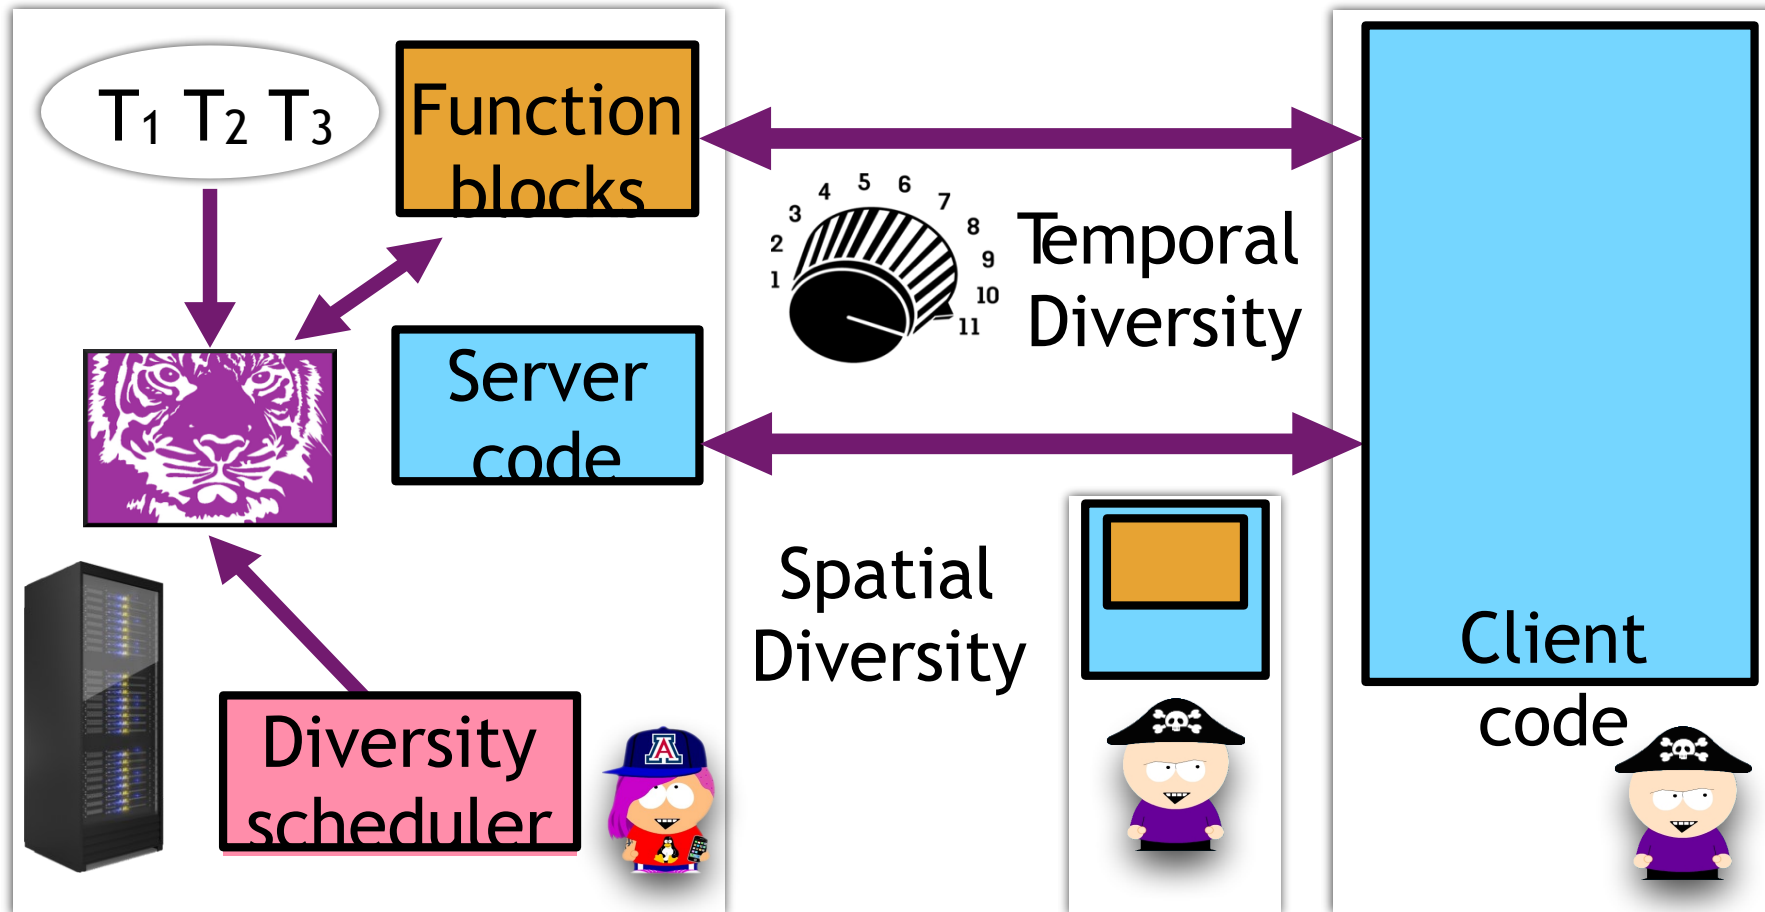 T1 T2 T3
Function
blocks
1
2
3
4
5
6
7
8
9
10
11
Temporal
Diversity
Server
code
Spatial
Diversity
Client
code
Diversity
scheduler
A